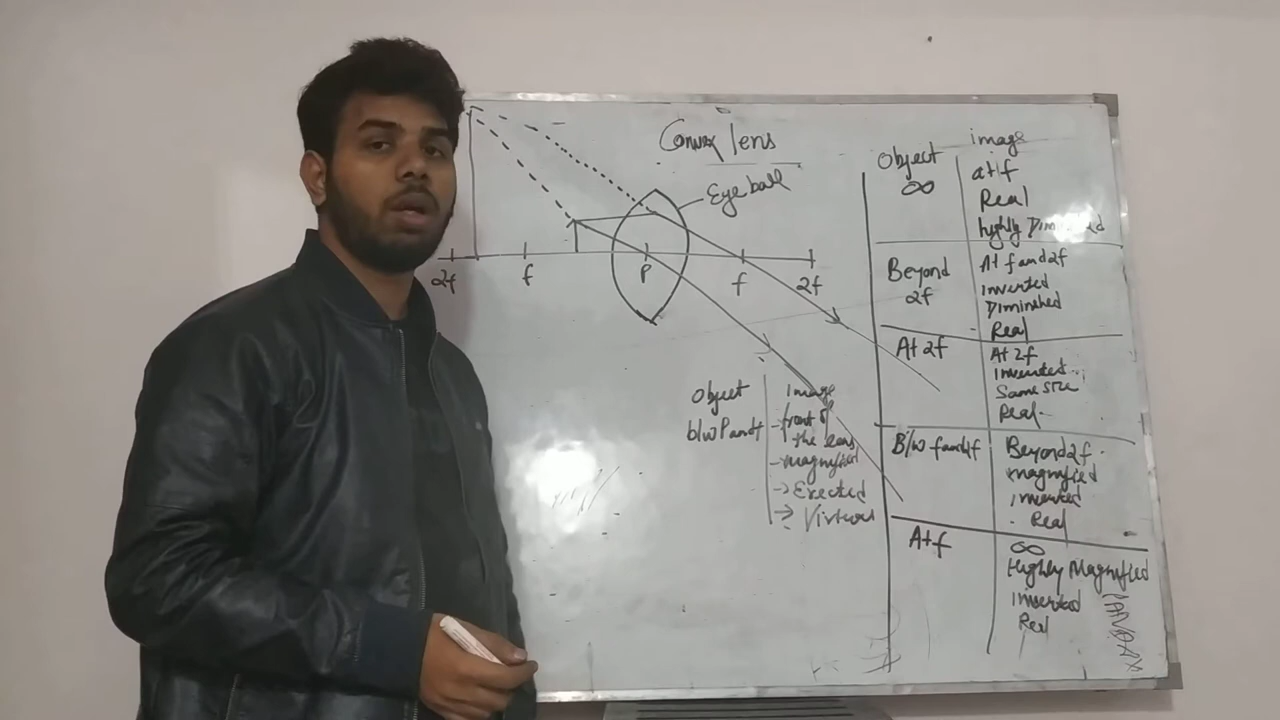 Convex lens
Eye ball
2f f P f 2f
Object image
∞ at f
Real
highly Diminished
Beyond 2f
At f and 2f
inverted
Diminished
Real
At 2f
At 2f
Inverted
Same size
Real
B/w f and 2f
Beyond 2f
magnified
inverted
Real
At f
∞
Highly Magnified
inverted
Real
Object Image
b/w P and f
- front of
the lens
- magnified
-> Erected
->